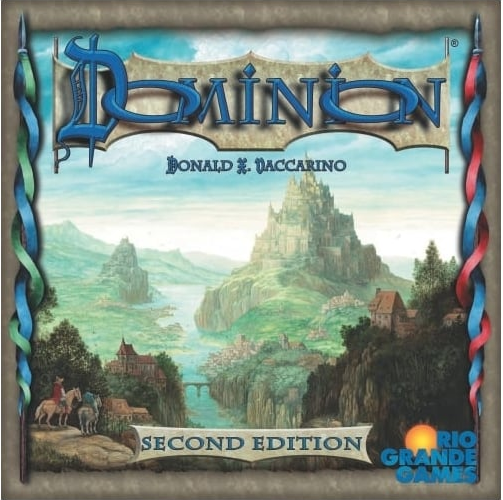 DOMINION
®
DONALD X. VACCARINO
SECOND EDITION
RIO
GRANDE
GAMES